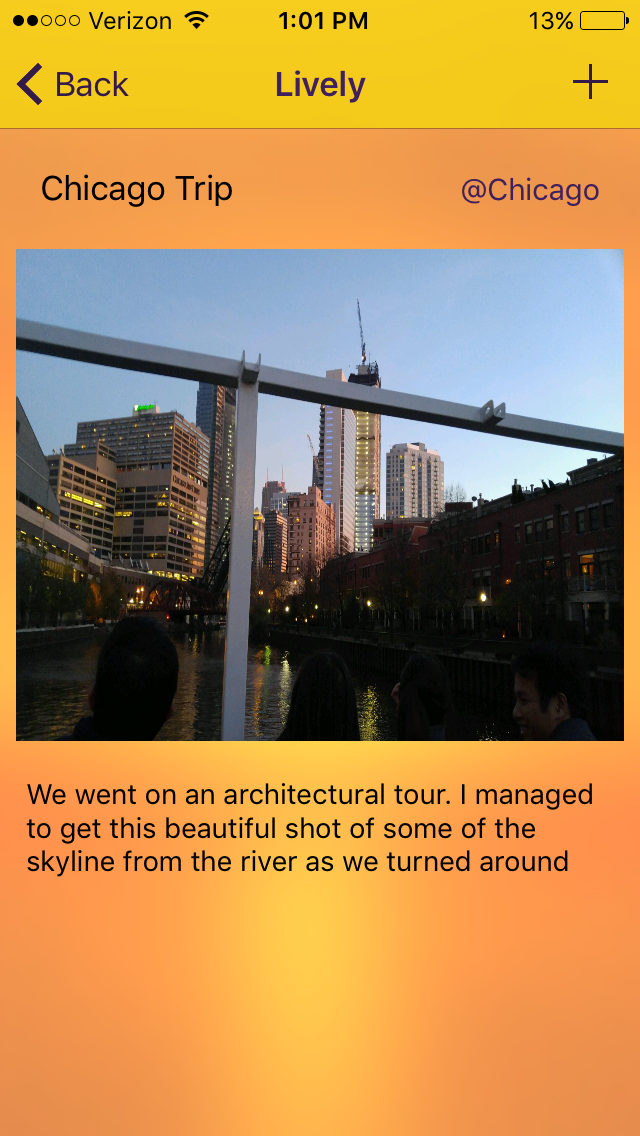 Verizon 1:01 PM 13%
Back Lively
Chicago Trip @Chicago
We went on an architectural tour. I managed
to get this beautiful shot of some of the
skyline from the river as we turned around